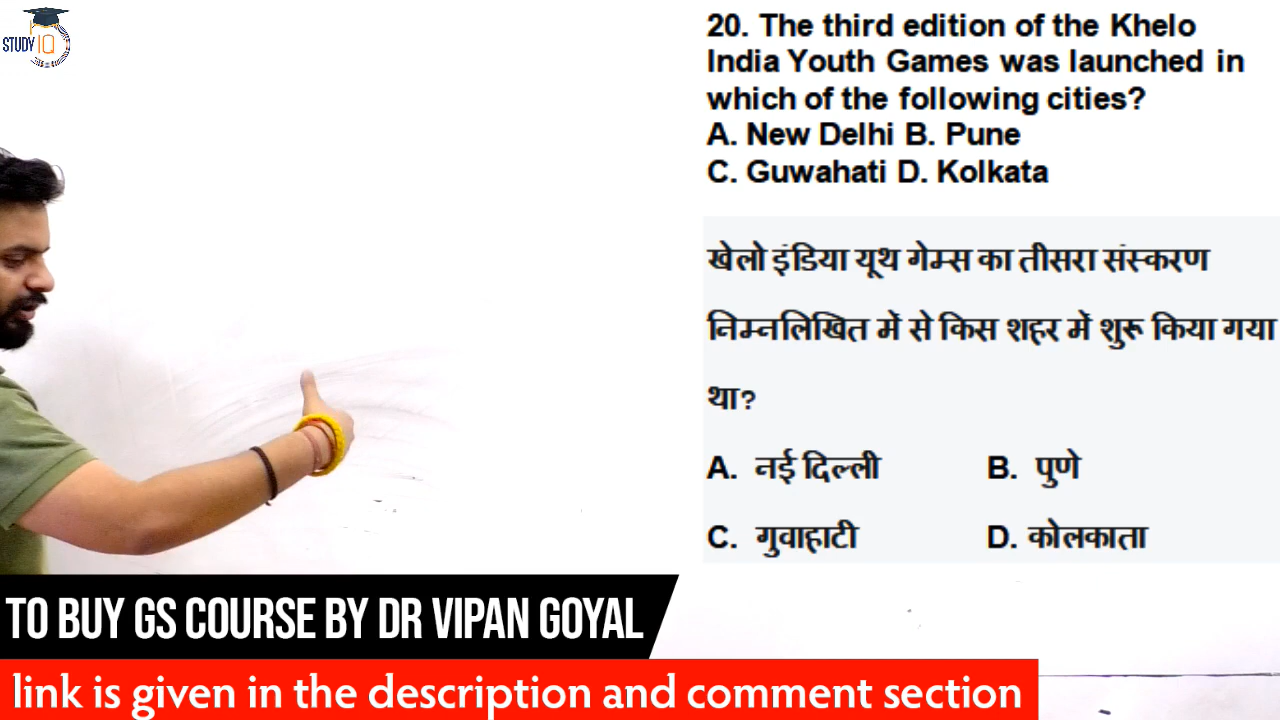 STUDY IQ
20. The third edition of the Khelo
India Youth Games was launched in
which of the following cities?
A. New Delhi B. Pune
C. Guwahati D. Kolkata
खेलो इंडिया यूथ गेम्स का तीसरा संस्करण
निम्नलिखित में से किस शहर में शुरू किया गया
था?
A. नई दिल्ली B. पुणे
C. गुवाहाटी D. कोलकाता
TO BUY GS COURSE BY DR VIPAN GOYAL
link is given in the description and comment section